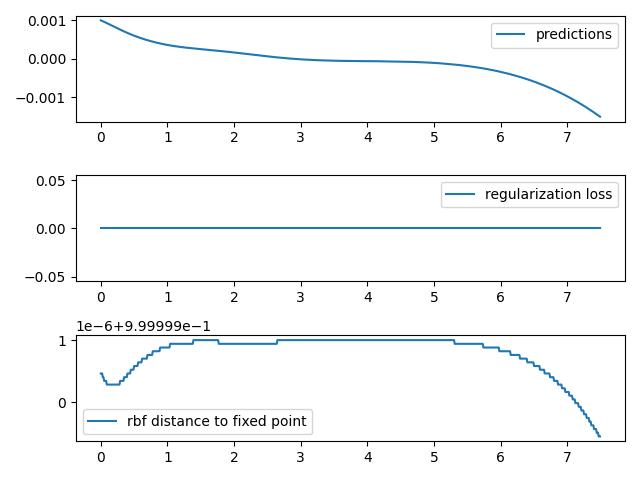 0.001
0.000
-0.001
predictions
0 1 2 3 4 5 6 7
0.05
0.00
−0.05
regularization loss
0 1 2 3 4 5 6 7
1e-6+9.99999e-1
1
0
rbf distance to fixed point
0 1 2 3 4 5 6 7